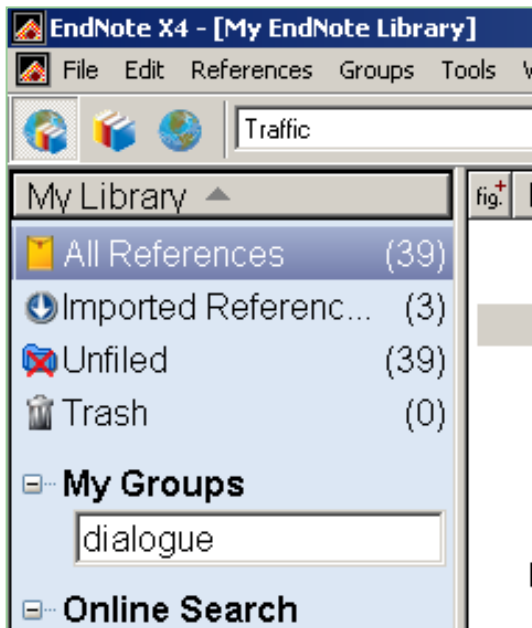 EndNote X4 - [My EndNote Library]
File Edit References Groups Tools
Traffic
My Library
fig.
All References (39)
Imported Referenc... (3)
Unfiled (39)
Trash (0)
My Groups
dialogue
Online Search